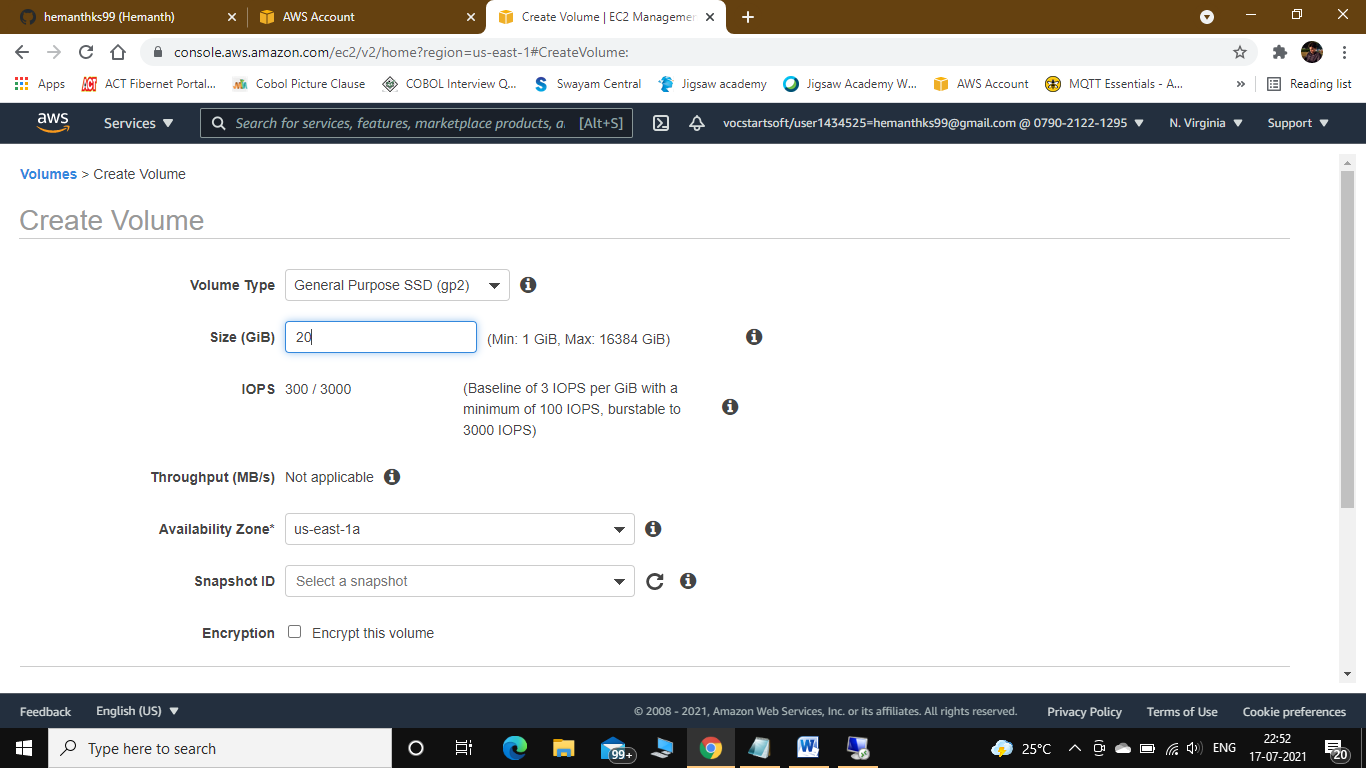 hemanthks99 (Hemanth)
AWS Account
Create Volume | EC2 Managemen
console.aws.amazon.com/ec2/v2/home?region=us-east-1#CreateVolume:
Apps
ACT Fibernet Portal...
Cobol Picture Clause
COBOL Interview Q...
Swayam Central
Jigsaw academy
Jigsaw Academy W...
AWS Account
MQTT Essentials - A...
»
Reading list
aws
Services
Search for services, features, marketplace products, a [Alt+S]
vocstartsoft/user1434525=hemanthks99@gmail.com @ 0790-2122-1295
N. Virginia
Support
Volumes > Create Volume
Create Volume
Volume Type General Purpose SSD (gp2)
Size (GiB) 20 (Min: 1 GiB, Max: 16384 GiB)
IOPS 300 / 3000 (Baseline of 3 IOPS per GiB with a
minimum of 100 IOPS, burstable to
3000 IOPS)
Throughput (MB/s) Not applicable
Availability Zone* us-east-1a
Snapshot ID Select a snapshot
Encryption Encrypt this volume
Feedback
English (US)
© 2008 - 2021, Amazon Web Services, Inc. or its affiliates. All rights reserved.
Privacy Policy
Terms of Use
Cookie preferences
Type here to search
99+
25°C
ENG
22:52
17-07-2021
20